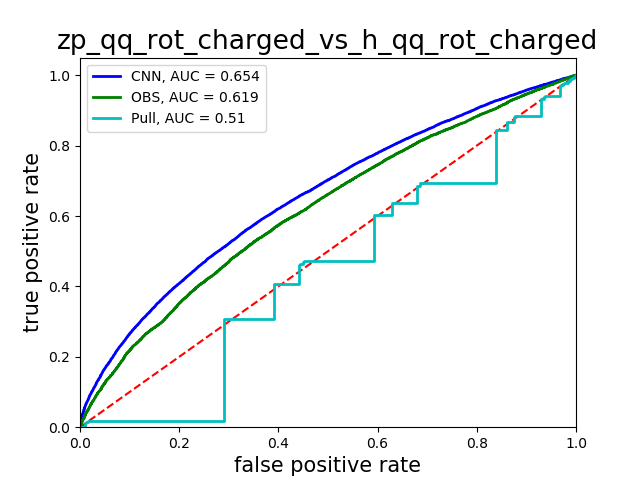 zp_qq_rot_charged_vs_h_qq_rot_charged
CNN, AUC = 0.654
OBS, AUC = 0.619
Pull, AUC = 0.51
true positive rate
1.0
0.8
0.6
0.4
0.2
0.0
0.0 0.2 0.4 0.6 0.8 1.0
false positive rate